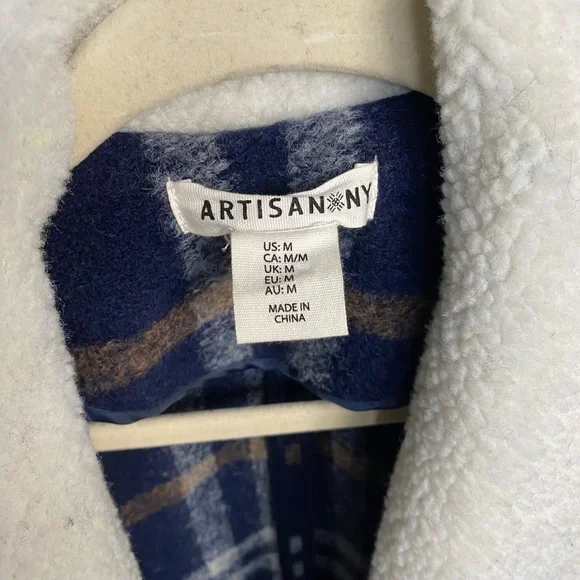 ARTISAN NY
US: M
CA: M/M
UK: M
EU: M
AU: M
MADE IN
CHINA